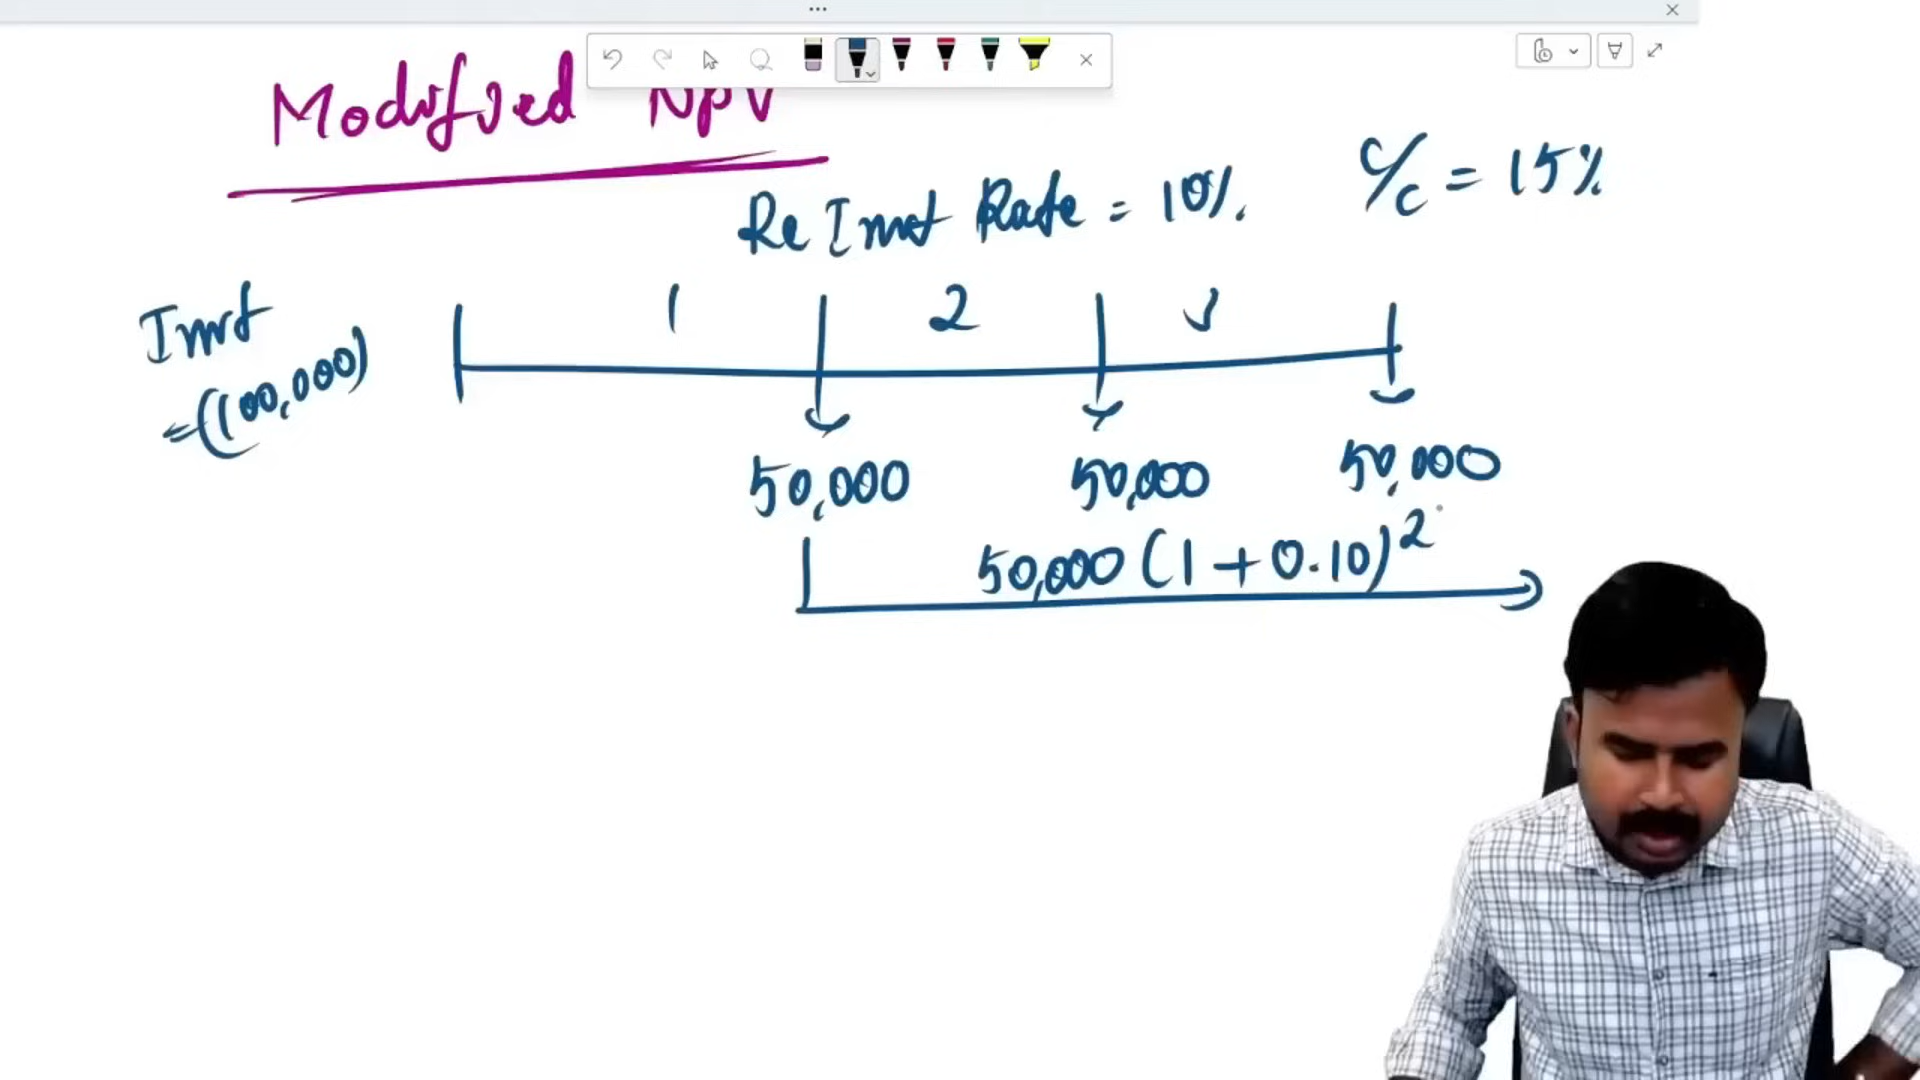 Modified NPV
Re Invt Rate = 10%.
C/C = 15%
Invt
=(100,000)
1 2 3
50,000 50,000 50,000
50,000 (1+0.10)²